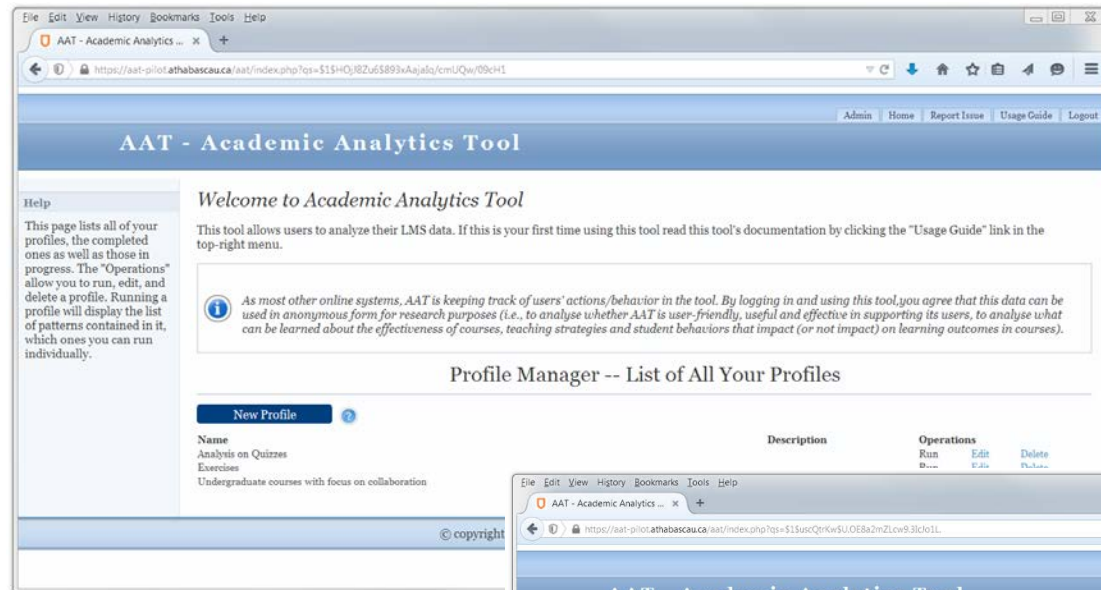 File Edit View History Bookmarks Tools Help
AAT - Academic Analytics ... × +
https://aat-pilot.athabascau.ca/aat/index.php?qs=
Admin Home Report Issue Usage Guide Logout
AAT - Academic Analytics Tool
Help
This page lists all of your
profiles, the completed
ones as well as those in
progress. The "Operations"
allow you to run, edit, and
delete a profile. Running a
profile will display the list
of patterns contained in it,
which ones you can run
individually.
Welcome to Academic Analytics Tool
This tool allows users to analyze their LMS data. If this is your first time using this tool read this tool's documentation by clicking the "Usage Guide" link in the
top-right menu.
As most other online systems, AAT is keeping track of users' actions/behavior in the tool. By logging in and using this tool,you agree that this data can be
used in anonymous form for research purposes (i.e., to analyse whether AAT is user-friendly, useful and effective in supporting its users, to analyse what
can be learned about the effectiveness of courses, teaching strategies and student behaviors that impact (or not impact) on learning outcomes in courses).
Profile Manager -- List of All Your Profiles
New Profile ?
Name Description Operations
Analysis on Quizzes Run Edit Delete
Exercises Run Edit Delete
Undergraduate courses with focus on collaboration
© copyright
File Edit View History Bookmarks Tools Help
AAT - Academic Analytics ... × +
https://aat-pilot.athabascau.ca/aat/index.php?qs=
AAT - Academic Analytics Tool